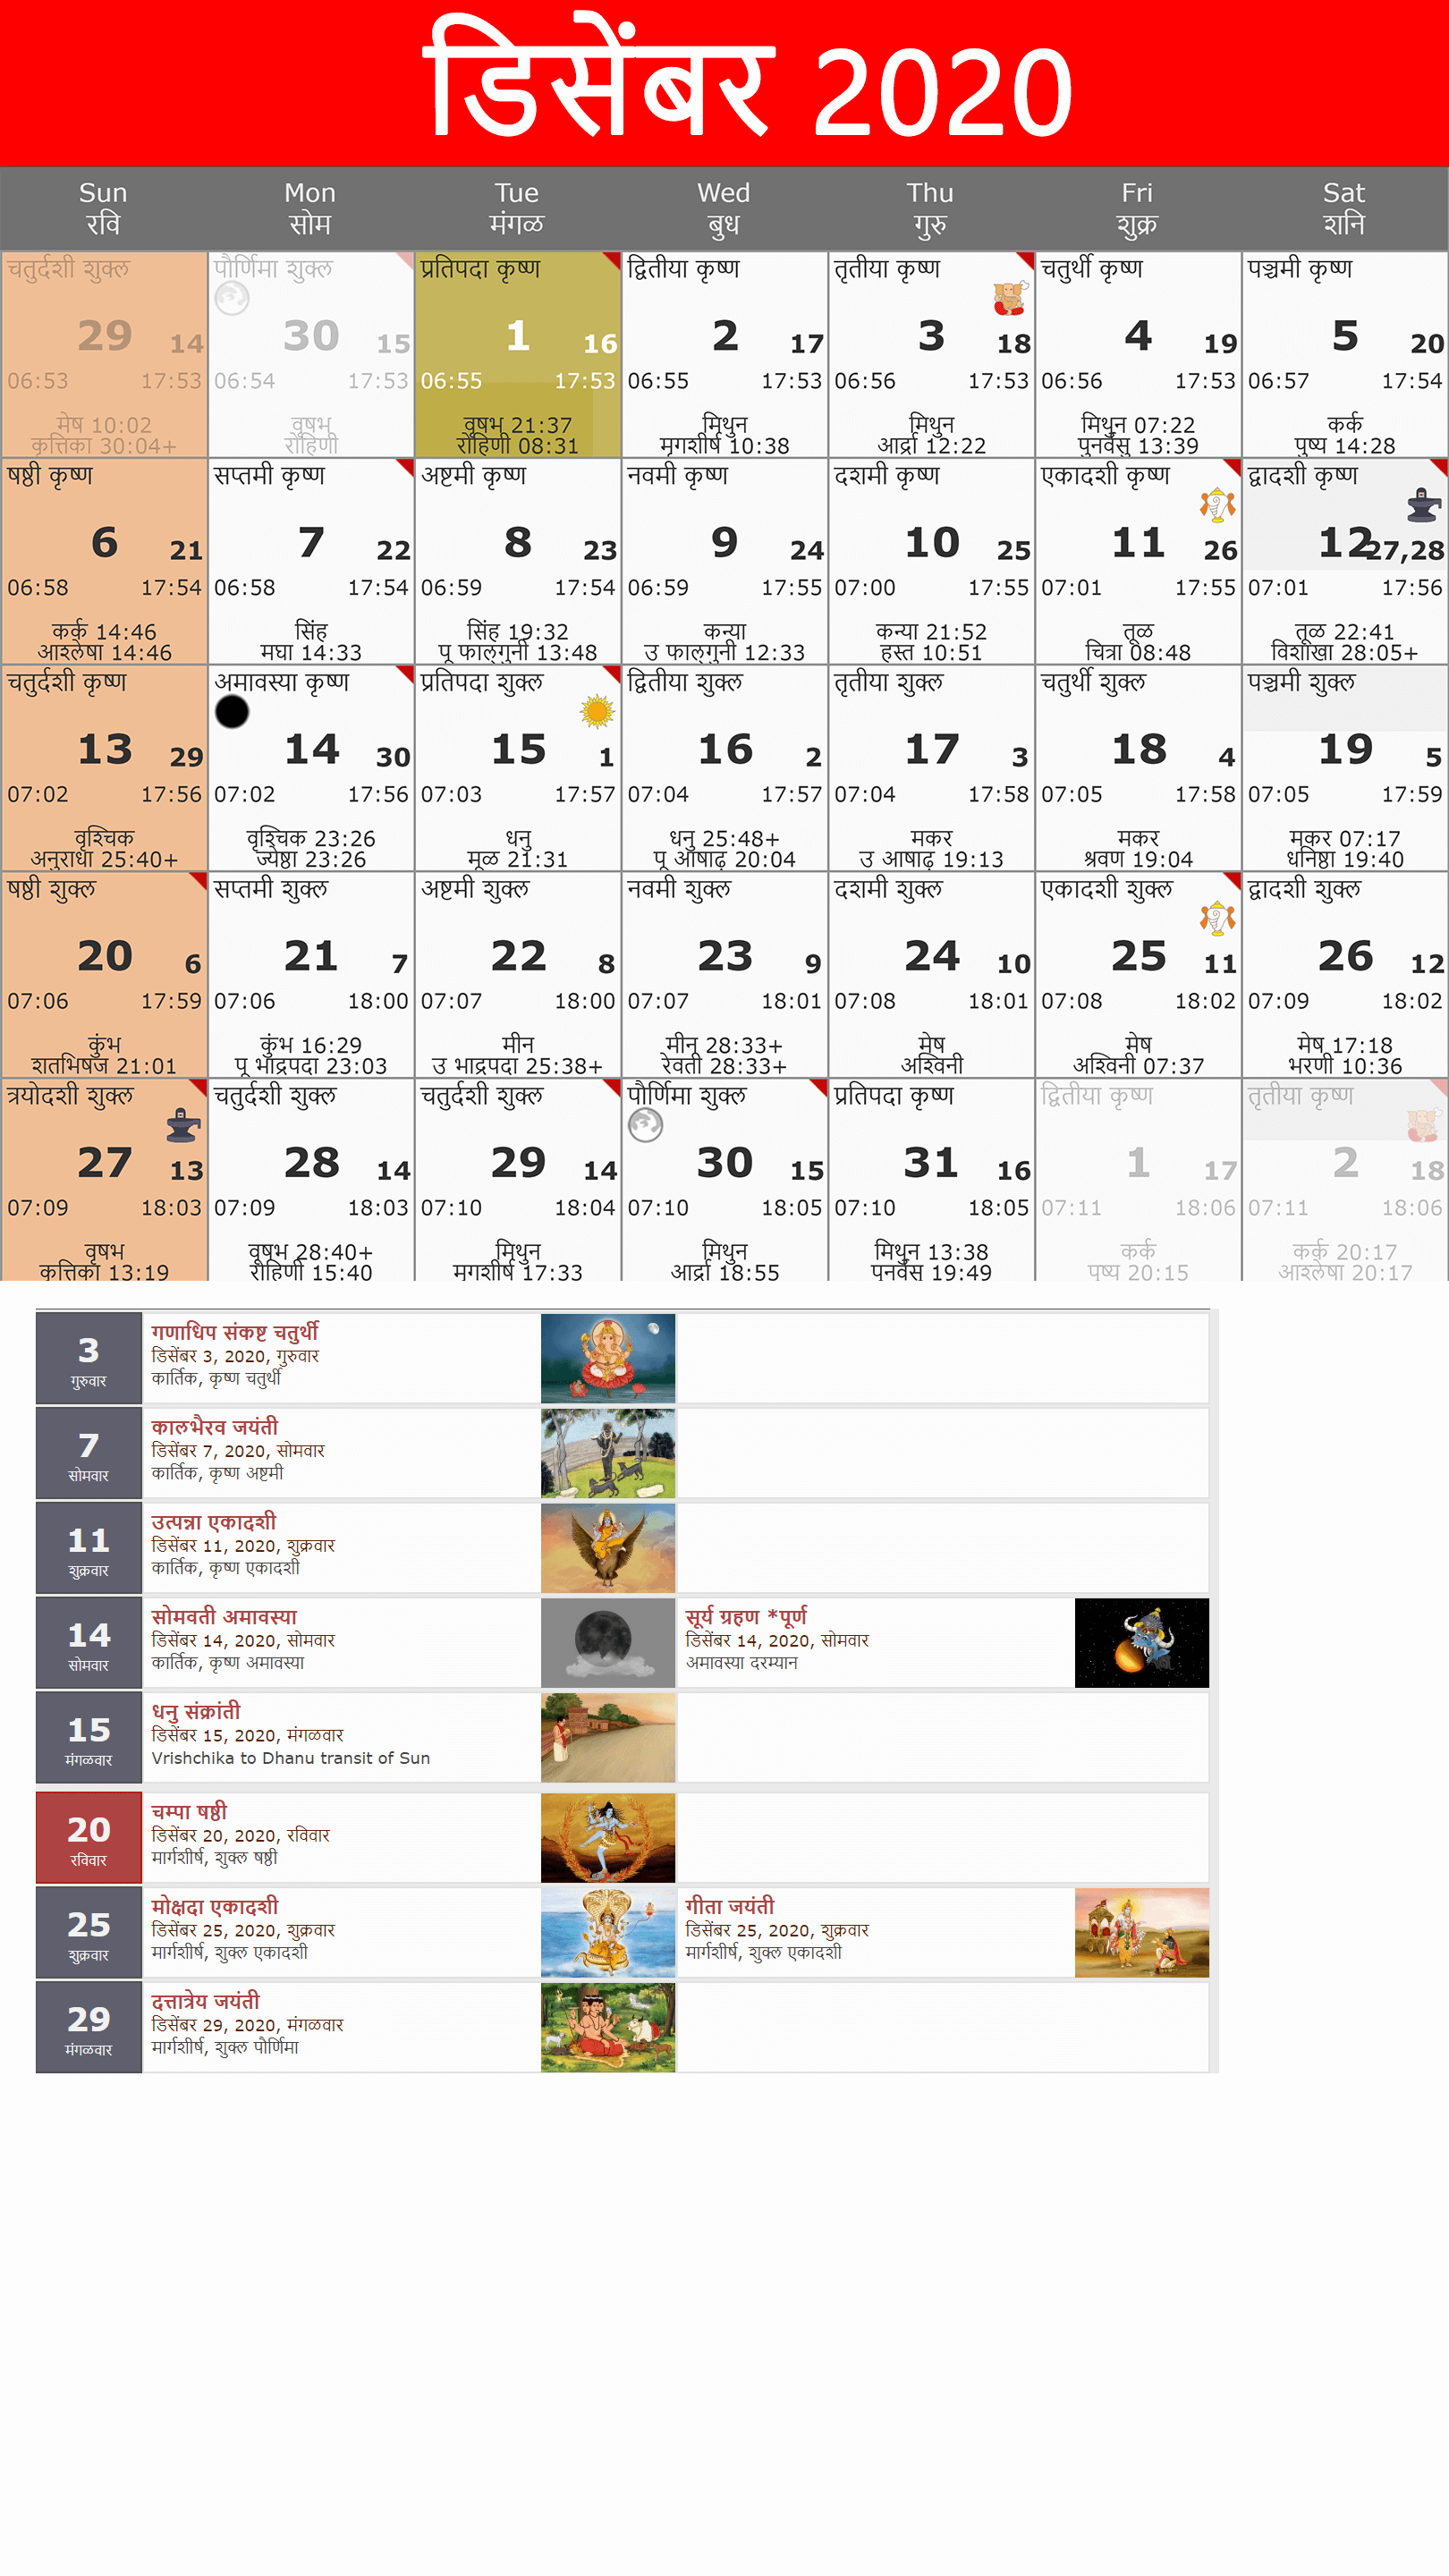 डिसेंबर 2020
Sun Mon Tue Wed Thu Fri Sat
रवि सोम मंगळ बुध गुरु शुक्र शनि
चतुर्दशी शुक्ल पौर्णिमा शुक्ल प्रतिपदा कृष्ण द्वितीया कृष्ण तृतीया कृष्ण चतुर्थी कृष्ण पञ्चमी कृष्ण
29 14 30 15 1 16 2 17 3 18 4 19 5 20
06:53 17:53 06:54 17:53 06:55 17:53 06:55 17:53 06:56 17:53 06:56 17:53 06:57 17:54
मेष 10:02 वृषभ वृषभ 21:37 मिथुन मिथुन मिथुन 07:22 कर्क
कृत्तिका 30:04+ रोहिणी रोहिणी 08:31 मृगशीर्ष 10:38 आर्द्रा 12:22 पुनर्वसु 13:39 पुष्य 14:28
षष्ठी कृष्ण सप्तमी कृष्ण अष्टमी कृष्ण नवमी कृष्ण दशमी कृष्ण एकादशी कृष्ण द्वादशी कृष्ण
6 21 7 22 8 23 9 24 10 25 11 26 12 27,28
06:58 17:54 06:58 17:54 06:59 17:54 06:59 17:55 07:00 17:55 07:01 17:55 07:01 17:56
कर्क 14:46 सिंह सिंह 19:32 कन्या कन्या 21:52 तूळ तूळ 22:41
आश्लेषा 14:46 मघा 14:33 पू फाल्गुनी 13:48 उ फाल्गुनी 12:33 हस्त 10:51 चित्रा 08:48 विशाखा 28:05+
चतुर्दशी कृष्ण अमावस्या कृष्ण प्रतिपदा शुक्ल द्वितीया शुक्ल तृतीया शुक्ल चतुर्थी शुक्ल पञ्चमी शुक्ल
13 29 14 30 15 1 16 2 17 3 18 4 19 5
07:02 17:56 07:02 17:56 07:03 17:57 07:04 17:57 07:04 17:58 07:05 17:58 07:05 17:59
वृश्चिक वृश्चिक 23:26 धनु धनु 25:48+ मकर मकर मकर 07:17
अनुराधा 25:40+ ज्येष्ठा 23:26 मूळ 21:31 पू आषाढ़ 20:04 उ आषाढ़ 19:13 श्रवण 19:04 धनिष्ठा 19:40
षष्ठी शुक्ल सप्तमी शुक्ल अष्टमी शुक्ल नवमी शुक्ल दशमी शुक्ल एकादशी शुक्ल द्वादशी शुक्ल
20 6 21 7 22 8 23 9 24 10 25 11 26 12
07:06 17:59 07:06 18:00 07:07 18:00 07:07 18:01 07:08 18:01 07:08 18:02 07:09 18:02
कुंभ कुंभ 16:29 मीन मीन 28:33+ मेष मेष मेष 17:18
शतभिषज 21:01 पू भाद्रपदा 23:03 उ भाद्रपदा 25:38+ रेवती 28:33+ अश्विनी अश्विनी 07:37 भरणी 10:36
त्रयोदशी शुक्ल चतुर्दशी शुक्ल चतुर्दशी शुक्ल पौर्णिमा शुक्ल प्रतिपदा कृष्ण द्वितीया कृष्ण तृतीया कृष्ण
27 13 28 14 29 14 30 15 31 16 1 17 2 18
07:09 18:03 07:09 18:03 07:10 18:04 07:10 18:05 07:10 18:05 07:11 18:06 07:11 18:06
वृषभ वृषभ 28:40+ मिथुन मिथुन मिथुन 13:38 कर्क कर्क 20:17
कृत्तिका 13:19 रोहिणी 15:40 मृगशीर्ष 17:33 आर्द्रा 18:55 पुनर्वसु 19:49 पुष्य 20:15 आश्लेषा 20:17
3
गुरुवार
गणाधिप संकष्ट चतुर्थी
डिसेंबर 3, 2020, गुरुवार
कार्तिक, कृष्ण चतुर्थी
7
सोमवार
कालभैरव जयंती
डिसेंबर 7, 2020, सोमवार
कार्तिक, कृष्ण अष्टमी
11
शुक्रवार
उत्पन्ना एकादशी
डिसेंबर 11, 2020, शुक्रवार
कार्तिक, कृष्ण एकादशी
14
सोमवार
सोमवती अमावस्या
डिसेंबर 14, 2020, सोमवार
कार्तिक, कृष्ण अमावस्या
सूर्य ग्रहण *पूर्ण
डिसेंबर 14, 2020, सोमवार
अमावस्या दरम्यान
15
मंगळवार
धनु संक्रांती
डिसेंबर 15, 2020, मंगळवार
Vrishchika to Dhanu transit of Sun
20
रविवार
चम्पा षष्ठी
डिसेंबर 20, 2020, रविवार
मार्गशीर्ष, शुक्ल षष्ठी
25
शुक्रवार
मोक्षदा एकादशी
डिसेंबर 25, 2020, शुक्रवार
मार्गशीर्ष, शुक्ल एकादशी
गीता जयंती
डिसेंबर 25, 2020, शुक्रवार
मार्गशीर्ष, शुक्ल एकादशी
29
मंगळवार
दत्तात्रेय जयंती
डिसेंबर 29, 2020, मंगळवार
मार्गशीर्ष, शुक्ल पौर्णिमा